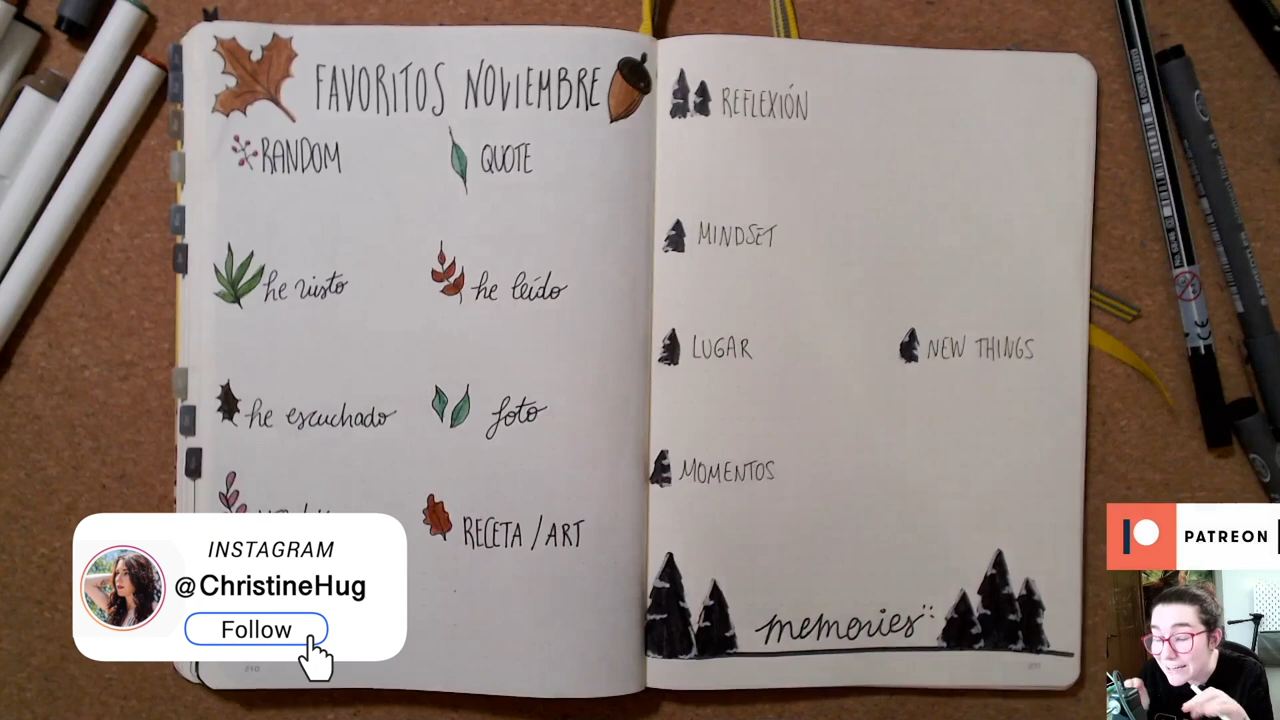 FAVORITOS NOVIEMBRE
RANDOM
QUOTE
he visto
he leído
he escuchado
foto
RECETA / ART
REFLEXIÓN
MINDSET
LUGAR
NEW THINGS
MOMENTOS
memories
INSTAGRAM
@ChristineHug
Follow
PATREON